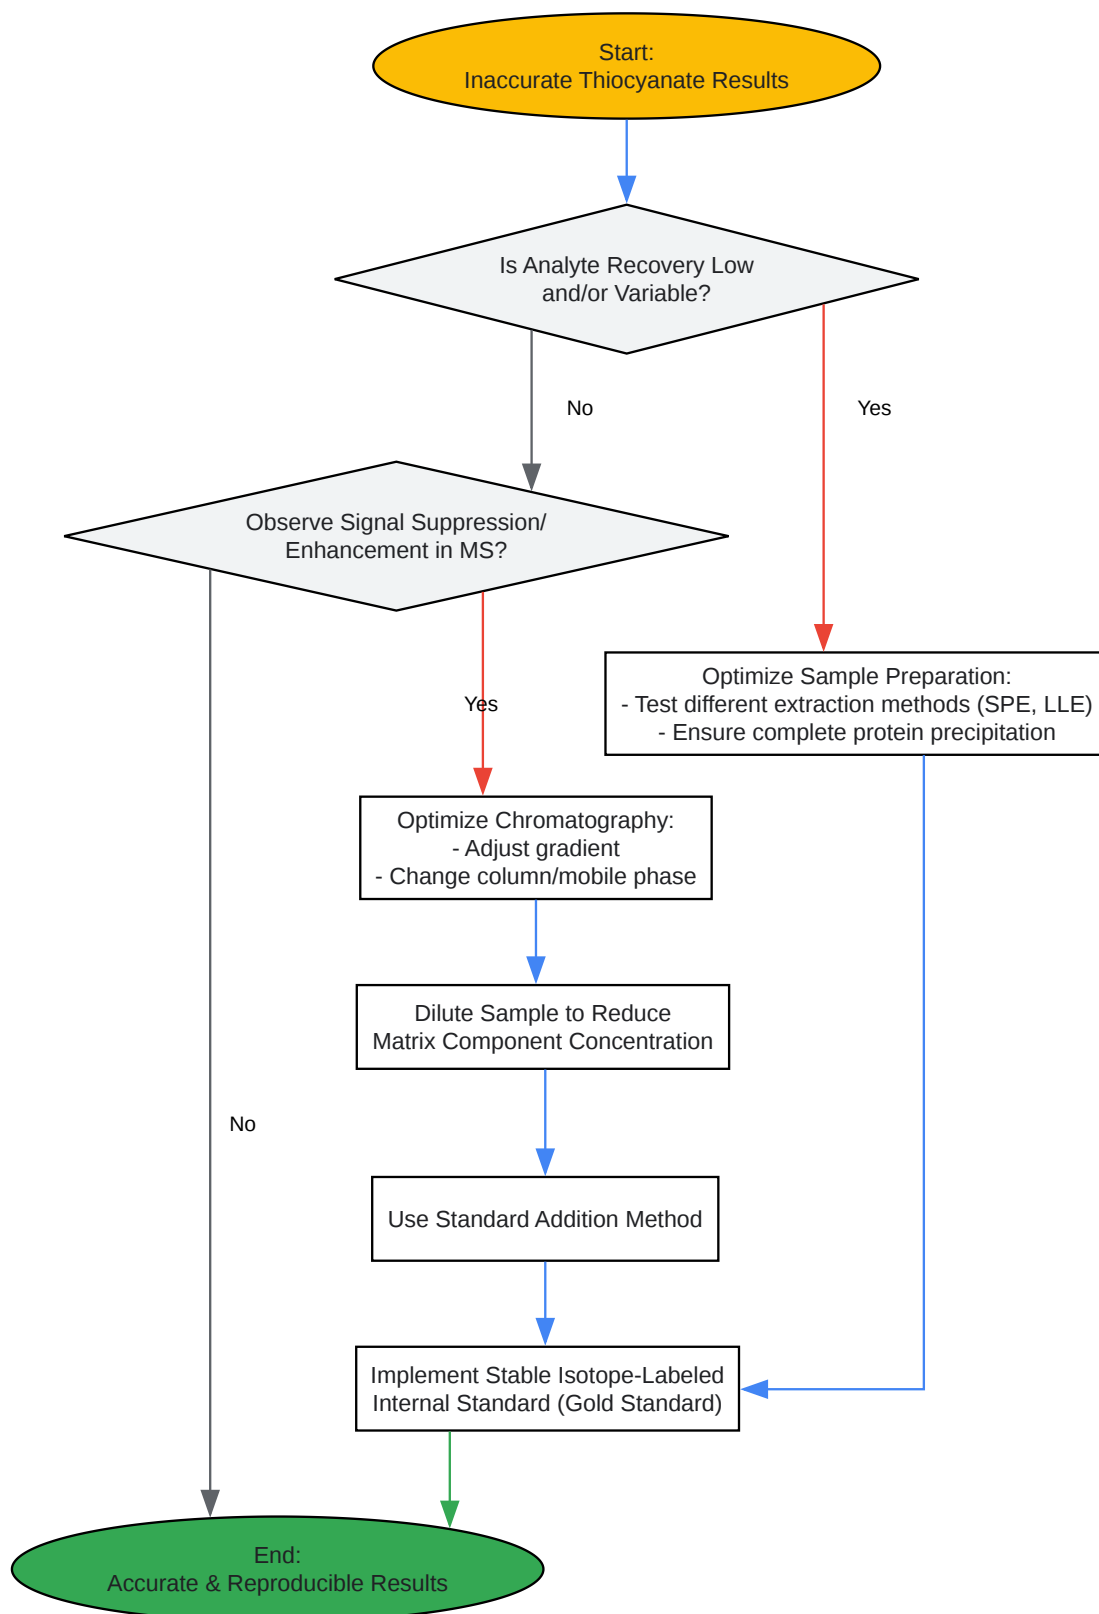 Start:
Inaccurate Thiocyanate Results
Is Analyte Recovery Low
and/or Variable?
No
Yes
Observe Signal Suppression/
Enhancement in MS?
Optimize Sample Preparation:
- Test different extraction methods (SPE, LLE)
- Ensure complete protein precipitation
Yes
Optimize Chromatography:
- Adjust gradient
- Change column/mobile phase
Dilute Sample to Reduce
Matrix Component Concentration
No
Use Standard Addition Method
Implement Stable Isotope-Labeled
Internal Standard (Gold Standard)
End:
Accurate & Reproducible Results